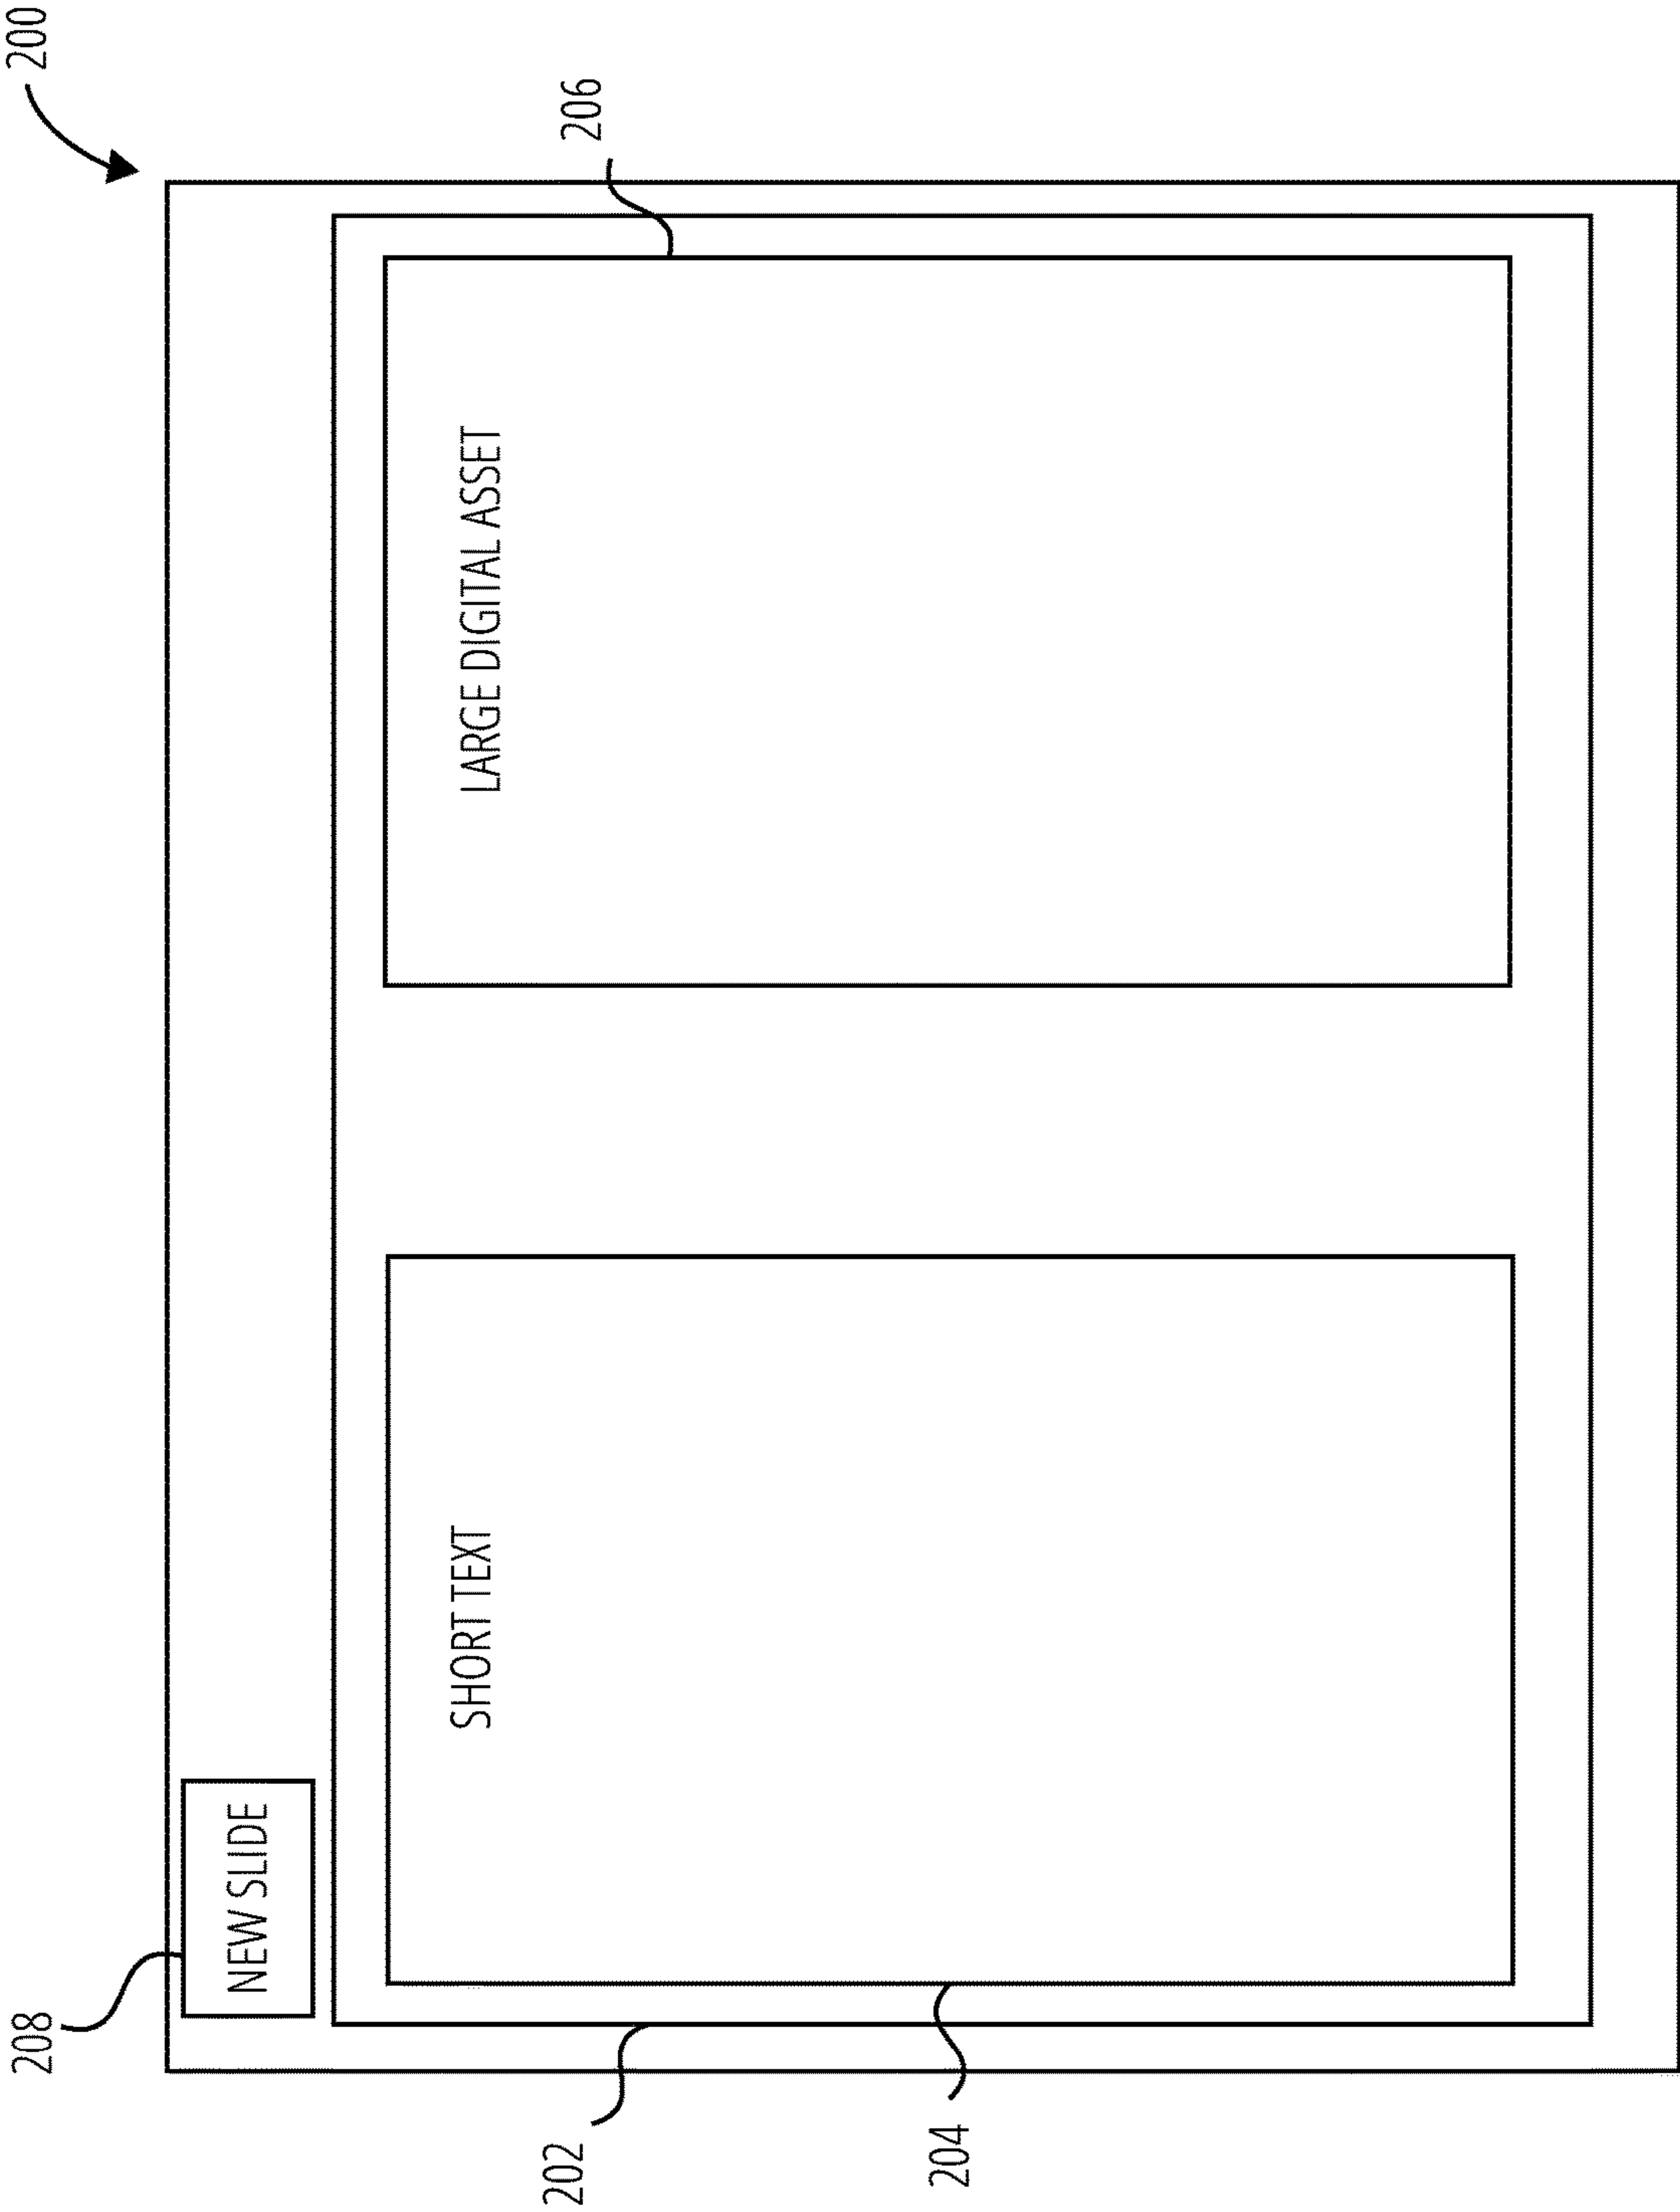 200
208
NEW SLIDE
206
202
SHORT TEXT
LARGE DIGITAL ASSET
204